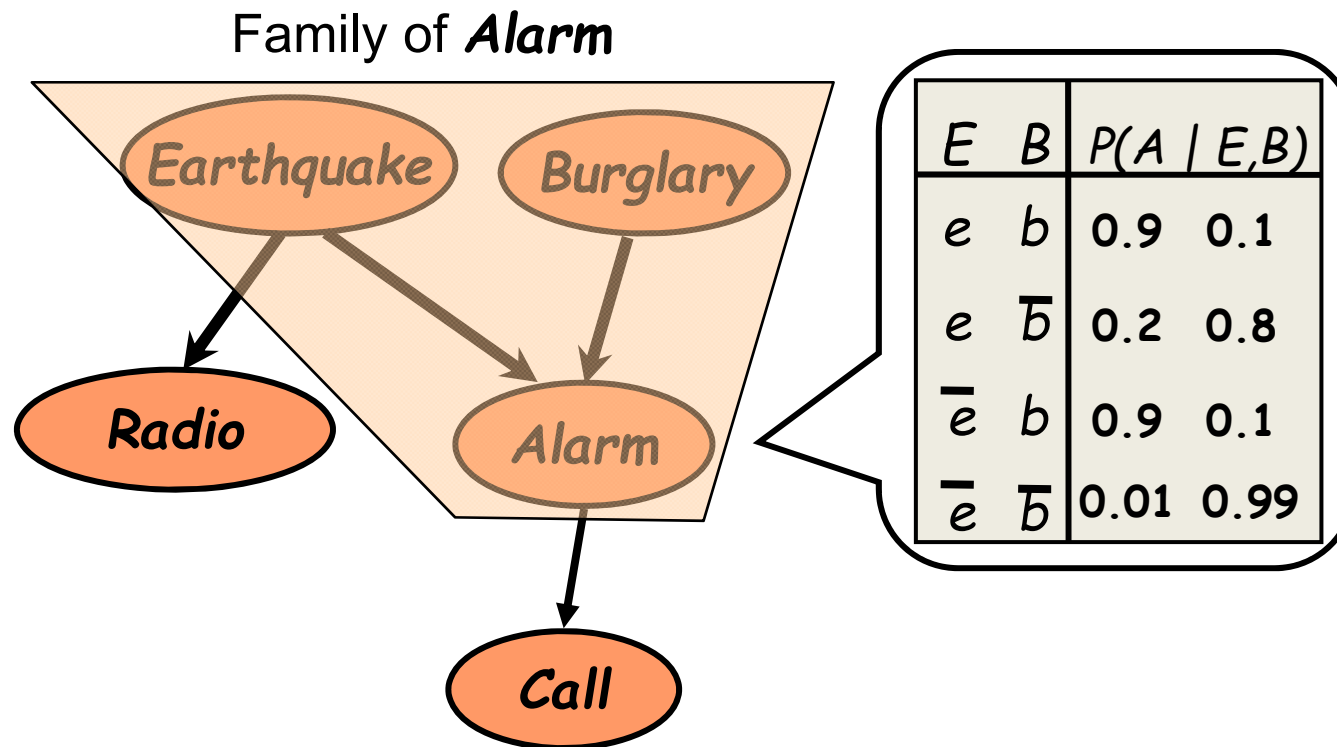 Family of Alarm
Earthquake
Burglary
Radio
Alarm
Call
E B P(A | E,B)
e b 0.9 0.1
e b̅ 0.2 0.8
e̅ b 0.9 0.1
e̅ b̅ 0.01 0.99